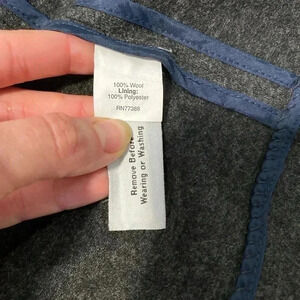 100% Wool
Lining:
100% Polyester
RN77388
Remove Before
Wearing or Washing